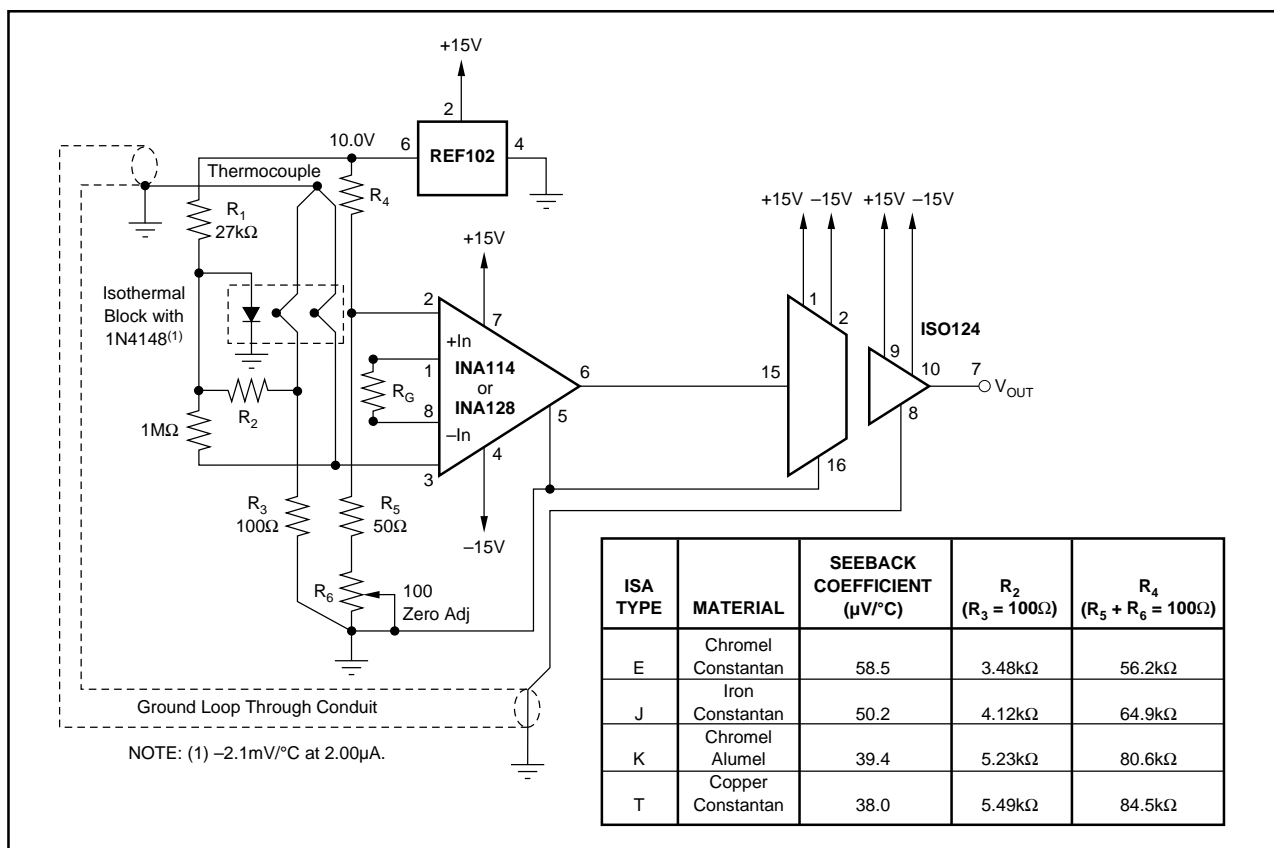 +15V
2
10.0V
6
REF102
4
Thermocouple
R4
R1
27kΩ
+15V
+15V –15V
+15V –15V
Isothermal
Block with
1N4148(1)
2
7
+In
1
INA114
or
INA128
RG
8
–In
3
4
5
6
–15V
1
2
ISO124
15
9
10
7
VOUT
8
16
R2
1MΩ
R3
100Ω
R5
50Ω
R6
100
Zero Adj
Ground Loop Through Conduit
NOTE: (1) –2.1mV/°C at 2.00µA.
ISA TYPE | MATERIAL | SEEBACK COEFFICIENT (µV/°C) | R2 (R3 = 100Ω) | R4 (R5 + R6 = 100Ω)
E | Chromel Constantan | 58.5 | 3.48kΩ | 56.2kΩ
J | Iron Constantan | 50.2 | 4.12kΩ | 64.9kΩ
K | Chromel Alumel | 39.4 | 5.23kΩ | 80.6kΩ
T | Copper Constantan | 38.0 | 5.49kΩ | 84.5kΩ